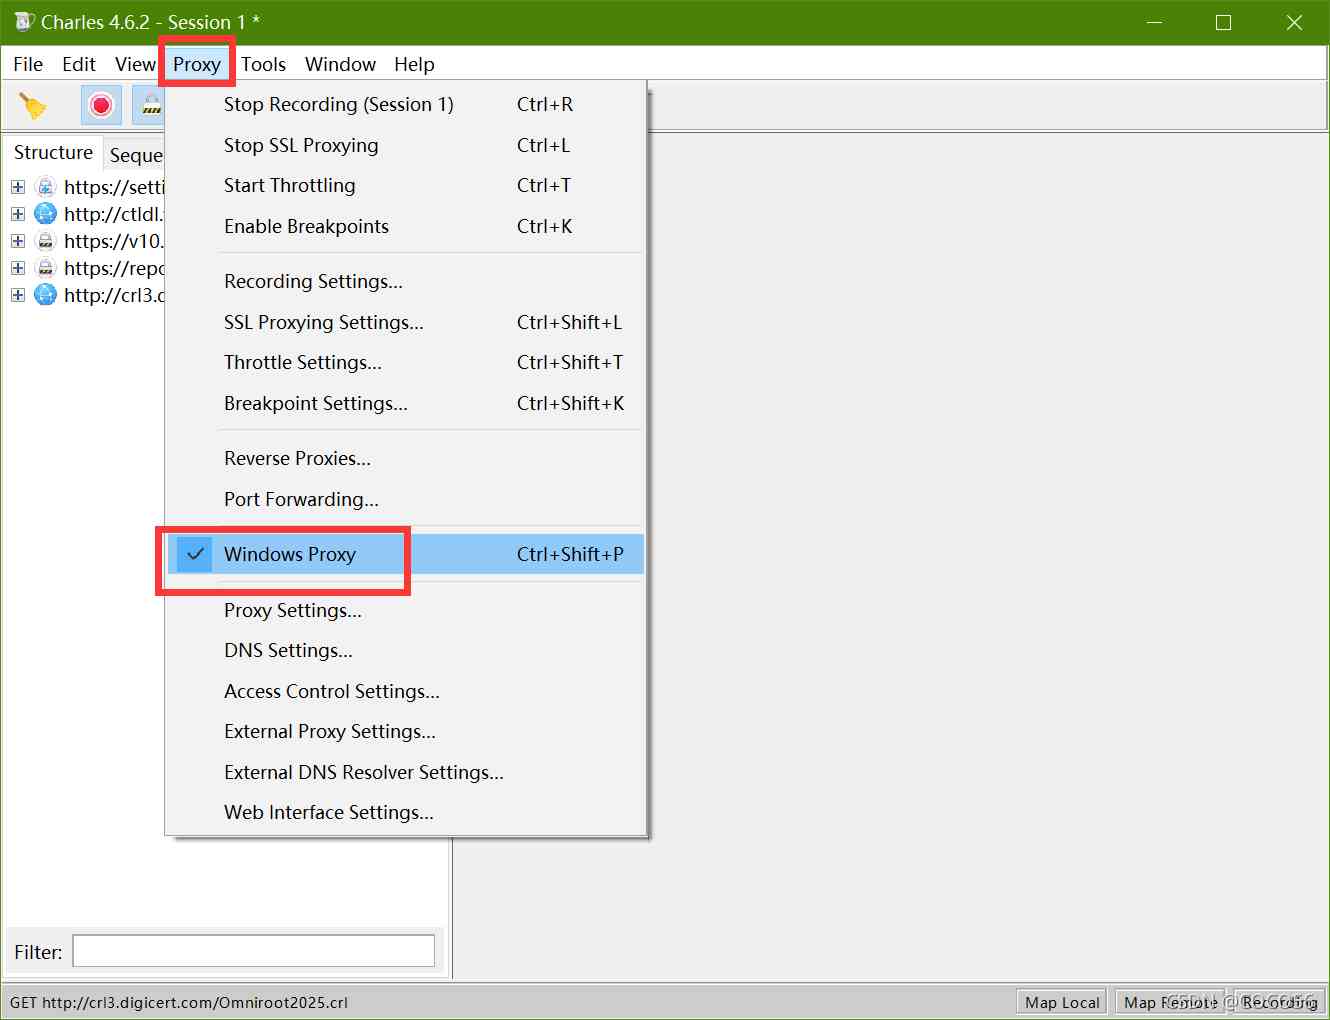 Charles 4.6.2 - Session 1 *
File Edit View Proxy Tools Window Help
Stop Recording (Session 1) Ctrl+R
Stop SSL Proxying Ctrl+L
Start Throttling Ctrl+T
Enable Breakpoints Ctrl+K
Recording Settings...
SSL Proxying Settings... Ctrl+Shift+L
Throttle Settings... Ctrl+Shift+T
Breakpoint Settings... Ctrl+Shift+K
Reverse Proxies...
Port Forwarding...
Windows Proxy Ctrl+Shift+P
Proxy Settings...
DNS Settings...
Access Control Settings...
External Proxy Settings...
External DNS Resolver Settings...
Web Interface Settings...
Structure Seque
https://setti
http://ctldl.
https://v10.
https://repo
http://crl3.d
Filter:
GET http://crl3.digicert.com/Omniroot2025.crl
Map Local Map Remote Recording